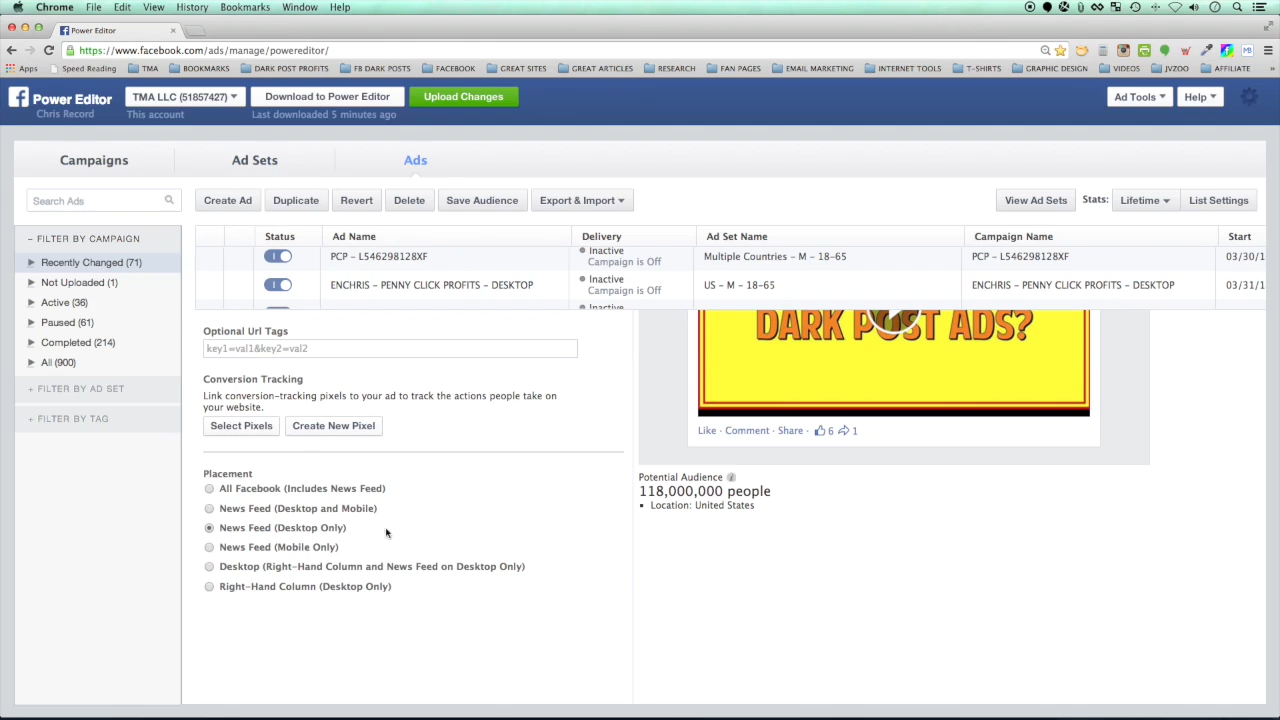 Chrome File Edit View History Bookmarks Window Help
Power Editor
https://www.facebook.com/ads/manage/powereditor/
Apps Speed Reading TMA BOOKMARKS DARK POST PROFITS FB DARK POSTS FACEBOOK GREAT SITES GREAT ARTICLES RESEARCH FAN PAGES EMAIL MARKETING INTERNET TOOLS T-SHIRTS GRAPHIC DESIGN VIDEOS JVZOO AFFILIATE »
Power Editor TMA LLC (51857427) Download to Power Editor Upload Changes Ad Tools Help
Chris Record This account Last downloaded 5 minutes ago
Campaigns Ad Sets Ads
Search Ads Create Ad Duplicate Revert Delete Save Audience Export & Import View Ad Sets Stats: Lifetime List Settings
– FILTER BY CAMPAIGN
Recently Changed (71)
Not Uploaded (1)
Active (36)
Paused (61)
Completed (214)
All (900)
+ FILTER BY AD SET
+ FILTER BY TAG
Status Ad Name Delivery Ad Set Name Campaign Name Start
PCP - L546298128XF Inactive Campaign is Off Multiple Countries - M - 18-65 PCP - L546298128XF 03/30/1
ENCHRIS - PENNY CLICK PROFITS - DESKTOP Inactive Campaign is Off US - M - 18-65 ENCHRIS - PENNY CLICK PROFITS - DESKTOP 03/31/1
Inactive
Optional Url Tags
key1=val1&key2=val2
Conversion Tracking
Link conversion-tracking pixels to your ad to track the actions people take on
your website.
Select Pixels Create New Pixel
Placement
All Facebook (Includes News Feed)
News Feed (Desktop and Mobile)
News Feed (Desktop Only)
News Feed (Mobile Only)
Desktop (Right-Hand Column and News Feed on Desktop Only)
Right-Hand Column (Desktop Only)
DARK POST ADS?
Like · Comment · Share · 6 1
Potential Audience
118,000,000 people
Location: United States